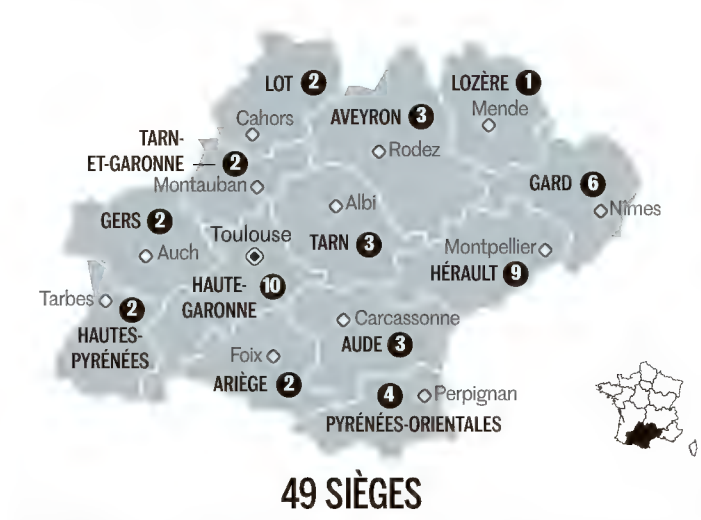 LOT 2
LOZÈRE 1
Cahors
AVEYRON 3
Mende
TARN-
ET-GARONNE 2
Rodez
Montauban
GARD 6
Albi
Nîmes
GERS 2
Toulouse
TARN 3
Montpellier
Auch
HÉRAULT 9
HAUTE-
GARONNE 10
Tarbes
2
HAUTES-
PYRÉNÉES
Carcassonne
AUDE 3
Foix
ARIÈGE 2
4
Perpignan
PYRÉNÉES-ORIENTALES
49 SIÈGES